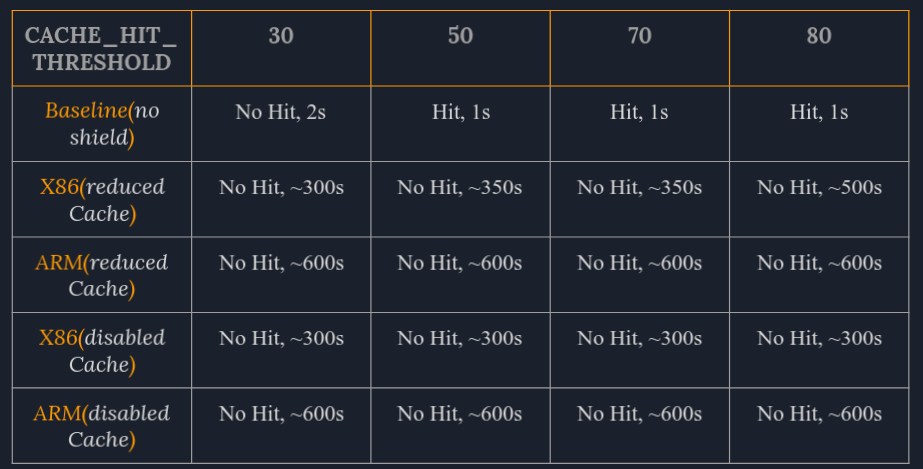 CACHE_HIT_
THRESHOLD
30
50
70
80
Baseline(no
shield)
No Hit, 2s
Hit, 1s
Hit, 1s
Hit, 1s
X86(reduced
Cache)
No Hit, ~300s
No Hit, ~350s
No Hit, ~350s
No Hit, ~500s
ARM(reduced
Cache)
No Hit, ~600s
No Hit, ~600s
No Hit, ~600s
No Hit, ~600s
X86(disabled
Cache)
No Hit, ~300s
No Hit, ~300s
No Hit, ~300s
No Hit, ~300s
ARM(disabled
Cache)
No Hit, ~600s
No Hit, ~600s
No Hit, ~600s
No Hit, ~600s